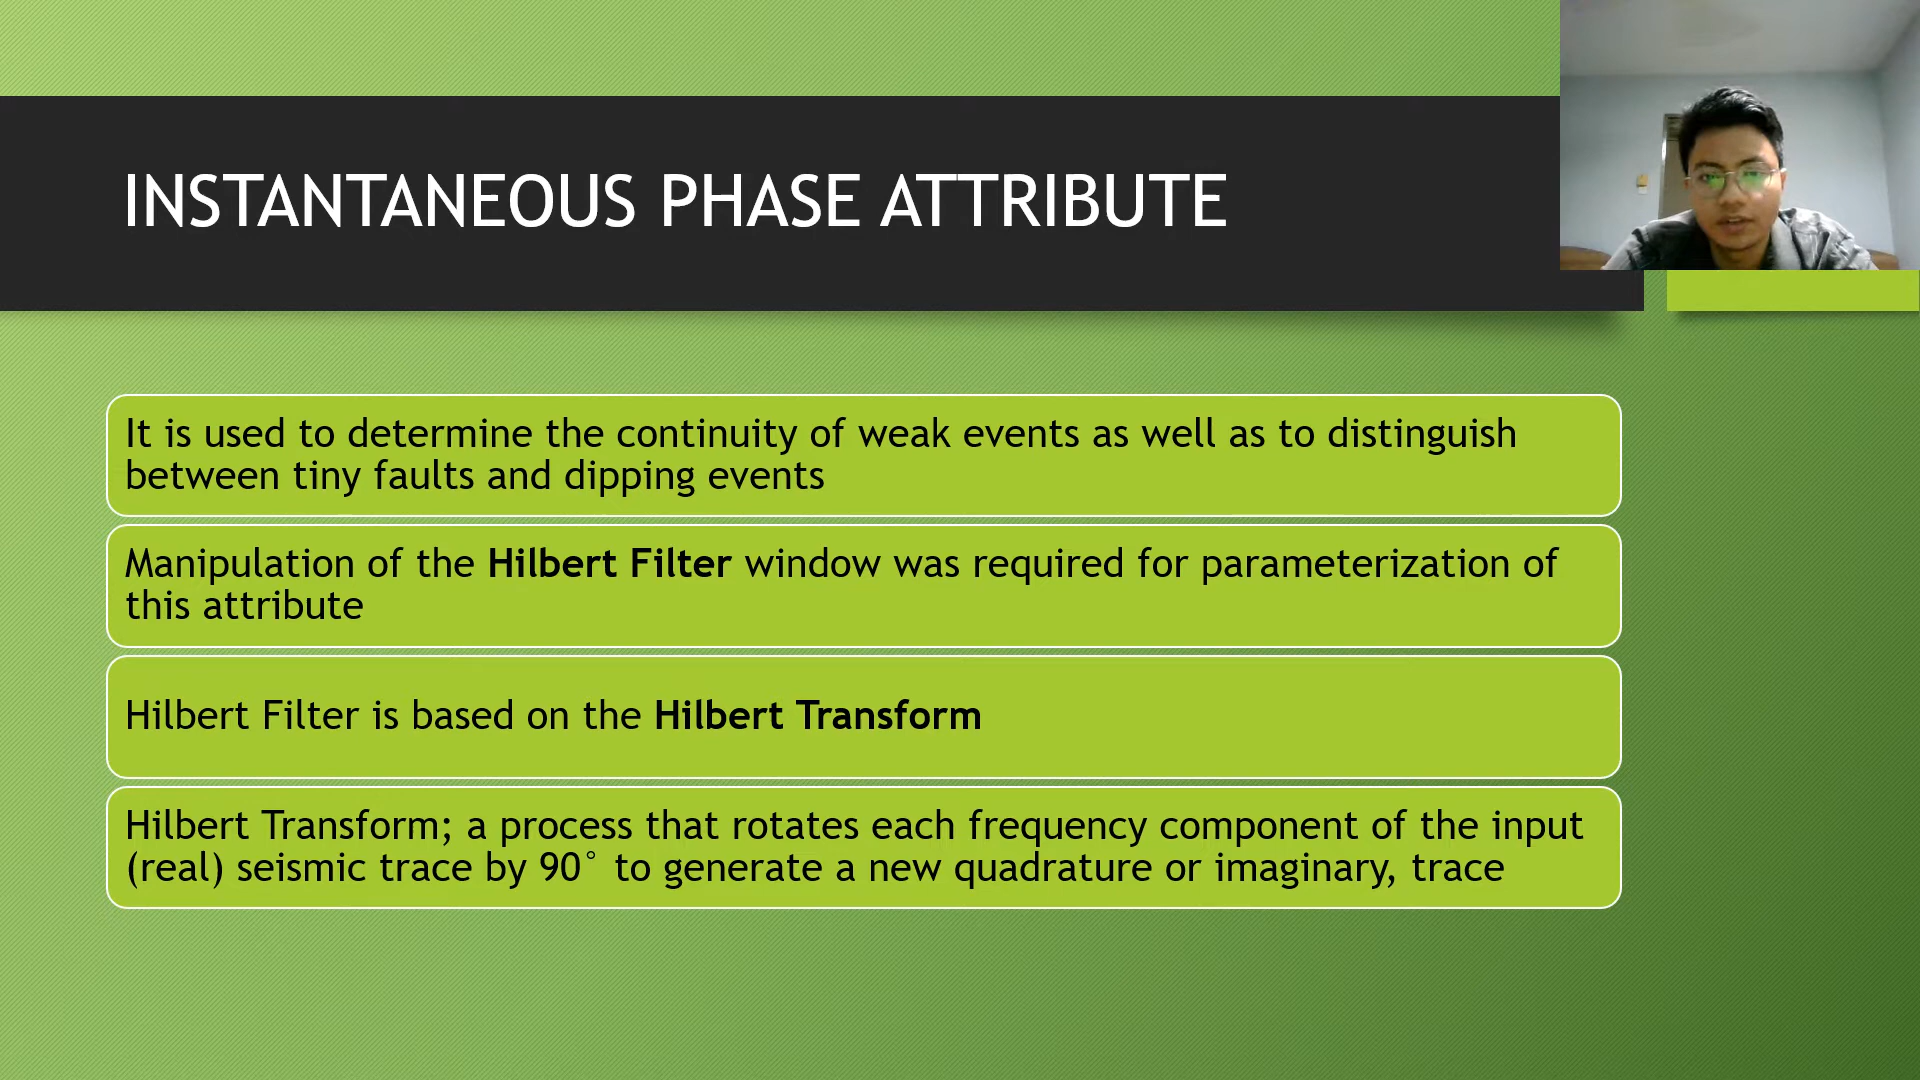 INSTANTANEOUS PHASE ATTRIBUTE
It is used to determine the continuity of weak events as well as to distinguish
between tiny faults and dipping events
Manipulation of the Hilbert Filter window was required for parameterization of
this attribute
Hilbert Filter is based on the Hilbert Transform
Hilbert Transform; a process that rotates each frequency component of the input
(real) seismic trace by 90° to generate a new quadrature or imaginary, trace